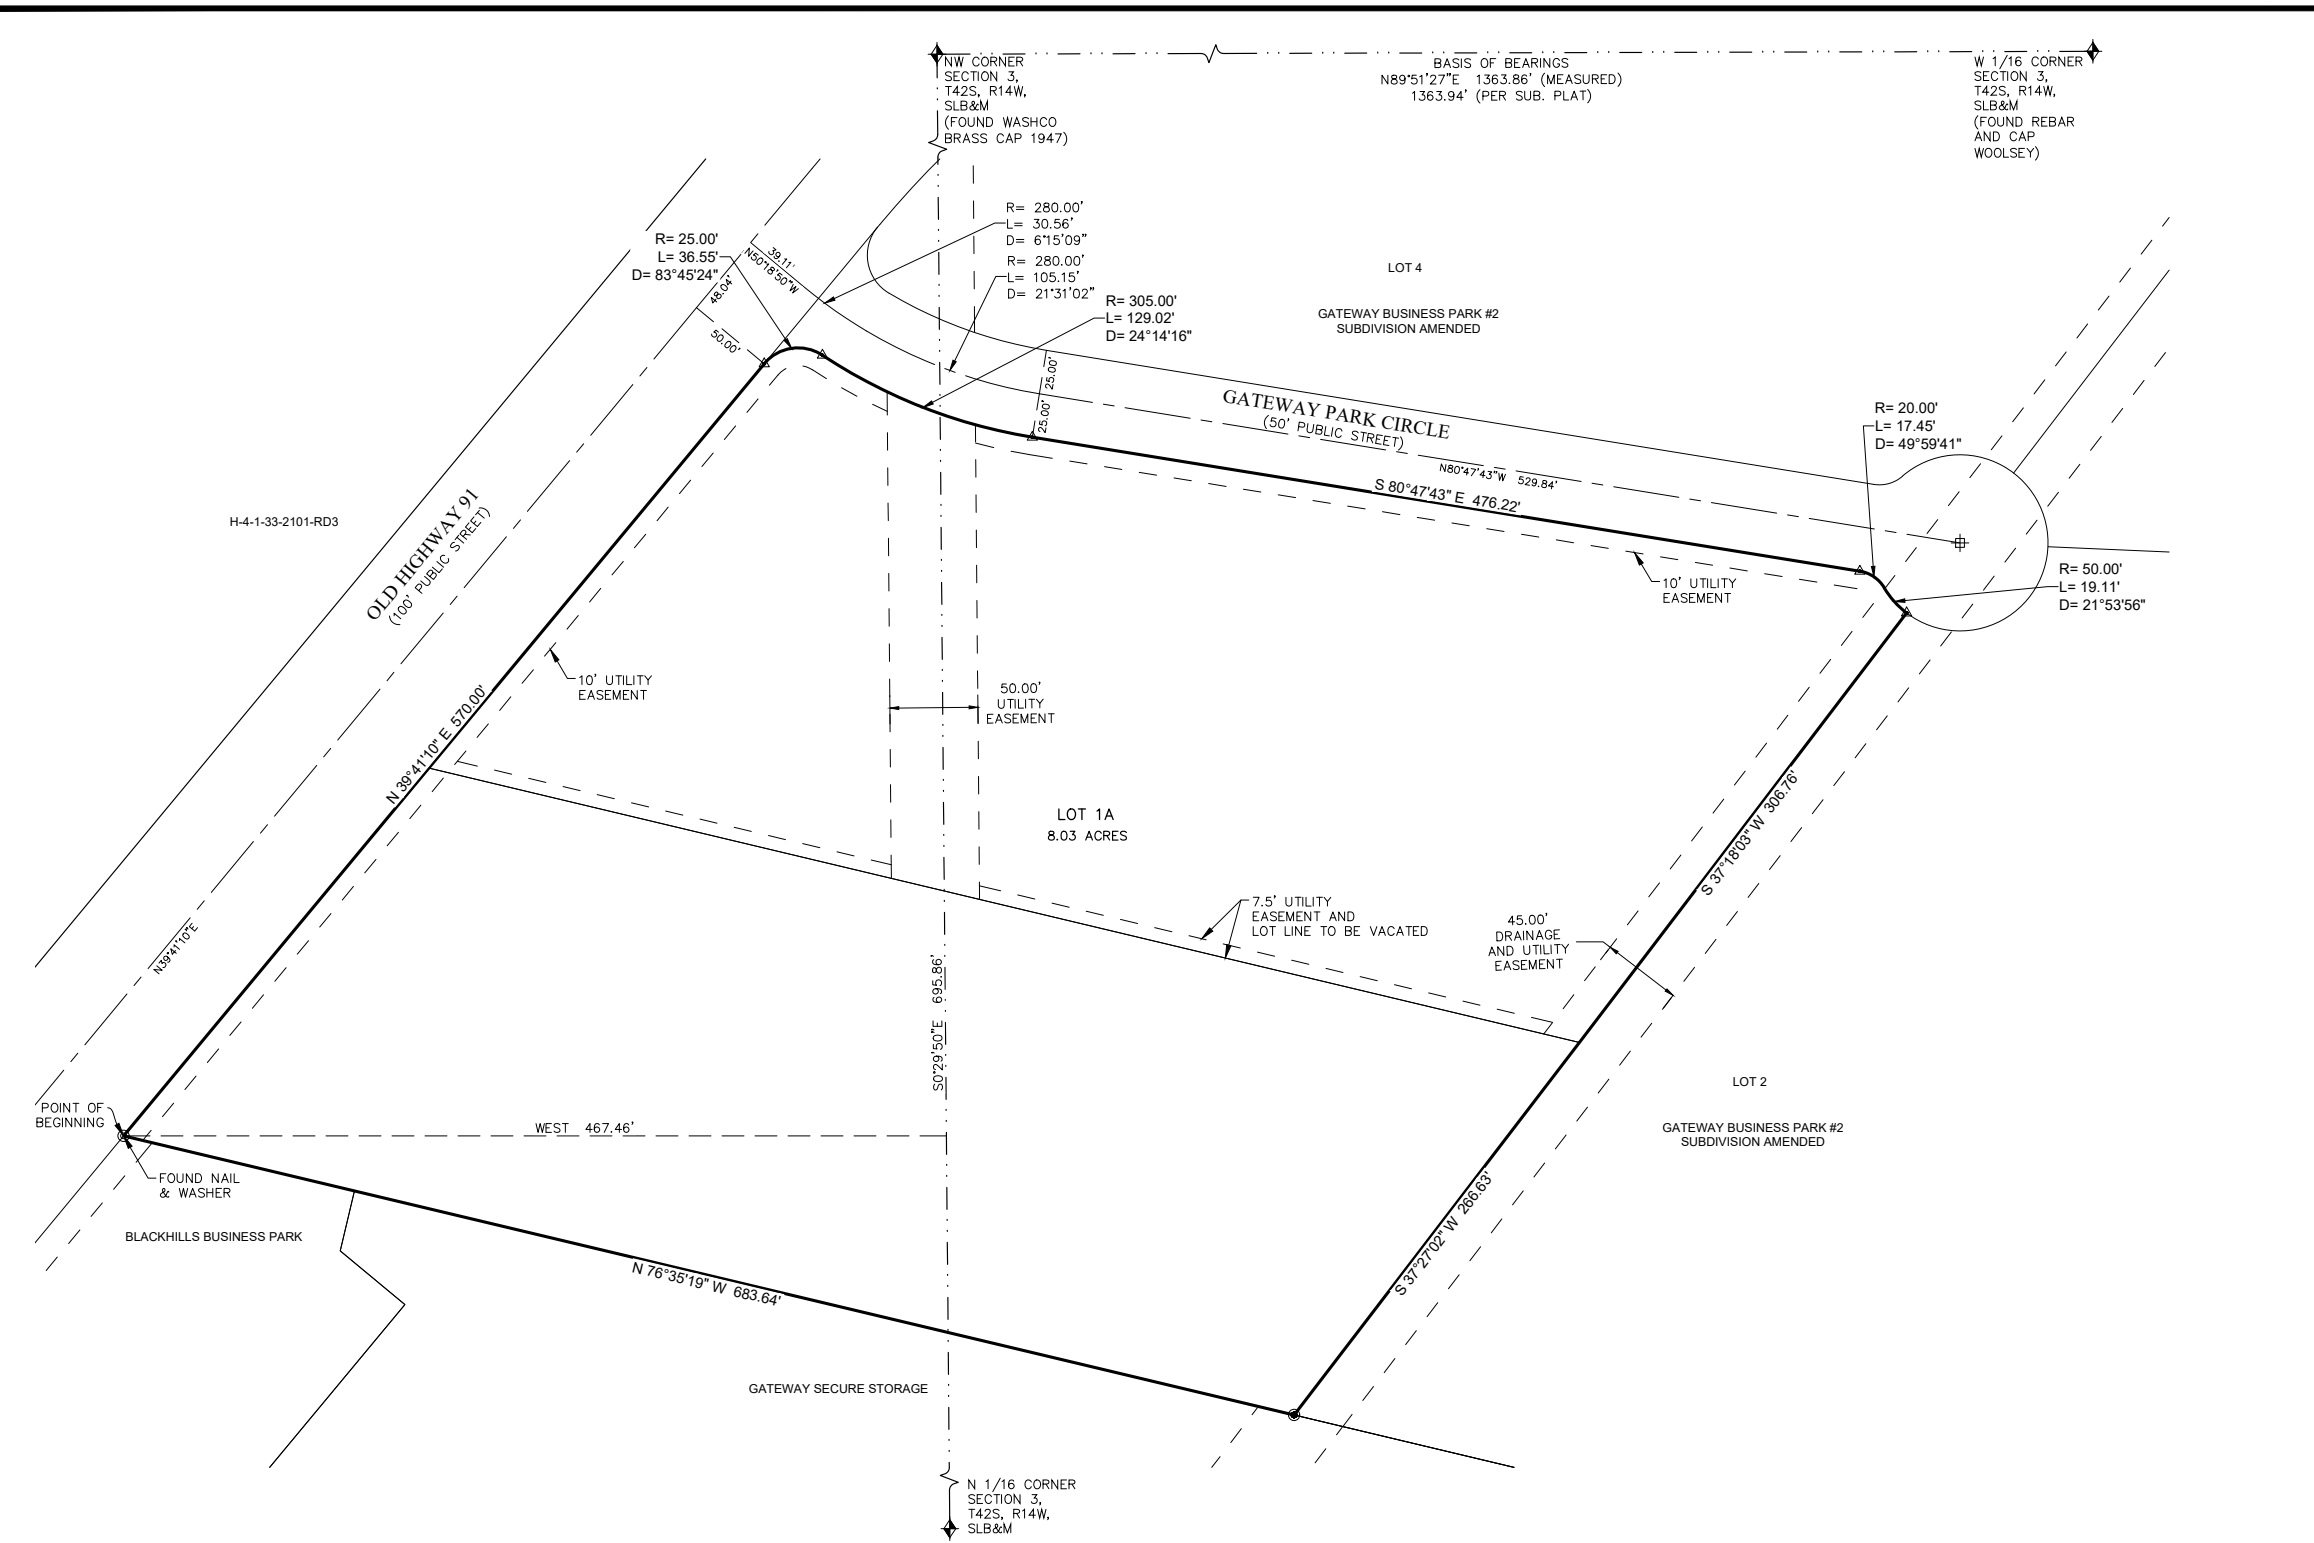 NW CORNER
SECTION 3,
T42S, R14W,
SLB&M
(FOUND WASHCO
BRASS CAP 1947)
BASIS OF BEARINGS
N89°51'27"E 1363.86' (MEASURED)
1363.94' (PER SUB. PLAT)
W 1/16 CORNER
SECTION 3,
T42S, R14W,
SLB&M
(FOUND REBAR
AND CAP
WOOLSEY)
R= 280.00'
L= 30.56'
D= 6°15'09"
R= 280.00'
L= 105.15'
D= 21°31'02"
R= 25.00'
L= 36.55'
D= 83°45'24"
39.11'
N50°18'50"W
48.04'
50.00'
R= 305.00'
L= 129.02'
D= 24°14'16"
LOT 4
GATEWAY BUSINESS PARK #2
SUBDIVISION AMENDED
25.00'
25.00'
GATEWAY PARK CIRCLE
(50' PUBLIC STREET)
N80°47'43"W 529.84'
S 80°47'43" E 476.22'
R= 20.00'
L= 17.45'
D= 49°59'41"
R= 50.00'
L= 19.11'
D= 21°53'56"
10' UTILITY
EASEMENT
H-4-1-33-2101-RD3
OLD HIGHWAY 91
(100' PUBLIC STREET)
10' UTILITY
EASEMENT
N 39°41'10" E 570.00'
50.00'
UTILITY
EASEMENT
LOT 1A
8.03 ACRES
S 37°18'03" W 306.76'
7.5' UTILITY
EASEMENT AND
LOT LINE TO BE VACATED
45.00'
DRAINAGE
AND UTILITY
EASEMENT
N39°41'10"E
S0°29'50"E 695.86'
POINT OF
BEGINNING
WEST 467.46'
FOUND NAIL
& WASHER
LOT 2
GATEWAY BUSINESS PARK #2
SUBDIVISION AMENDED
S 37°27'02" W 266.63'
BLACKHILLS BUSINESS PARK
N 76°35'19" W 683.64'
GATEWAY SECURE STORAGE
N 1/16 CORNER
SECTION 3,
T42S, R14W,
SLB&M